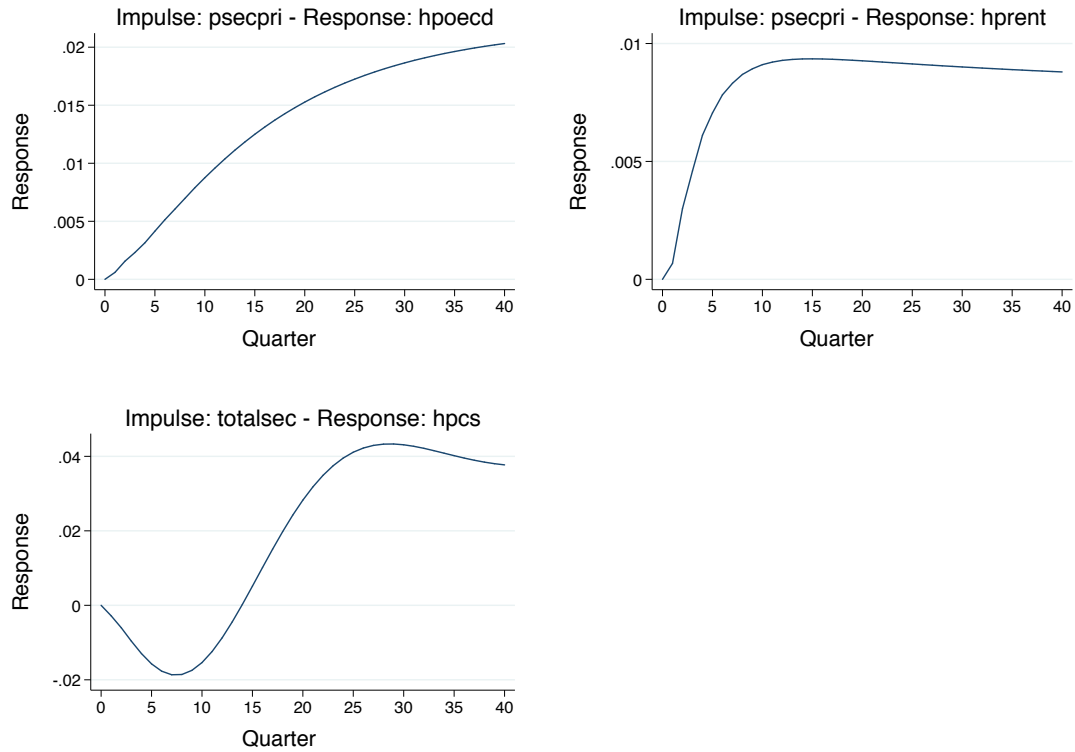 Impulse: psecpri - Response: hpoecd
Response
.02
.015
.01
.005
0
0 5 10 15 20 25 30 35 40
Quarter
Impulse: psecpri - Response: hprent
Response
.01
.005
0
0 5 10 15 20 25 30 35 40
Quarter
Impulse: totalsec - Response: hpcs
Response
.04
.02
0
-.02
0 5 10 15 20 25 30 35 40
Quarter